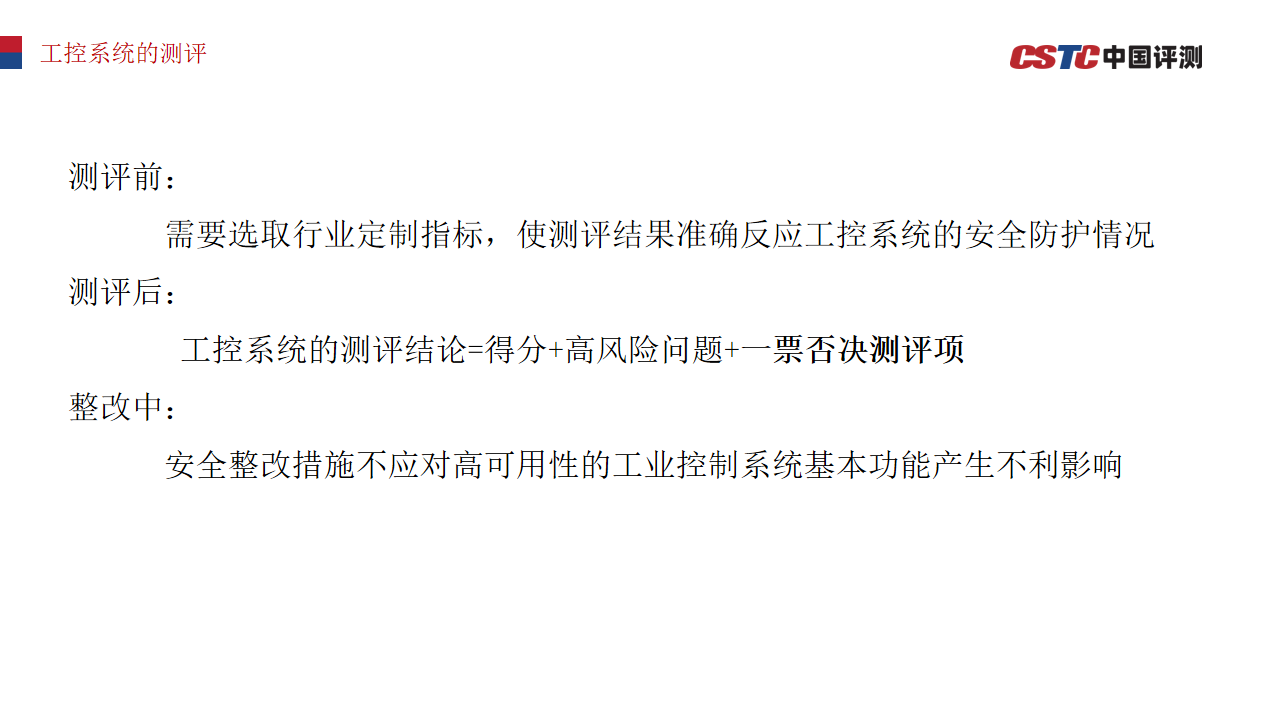 工控系统的测评
CSTC中国评测
测评前：
需要选取行业定制指标，使测评结果准确反应工控系统的安全防护情况
测评后：
工控系统的测评结论=得分+高风险问题+一票否决测评项
整改中：
安全整改措施不应对高可用性的工业控制系统基本功能产生不利影响